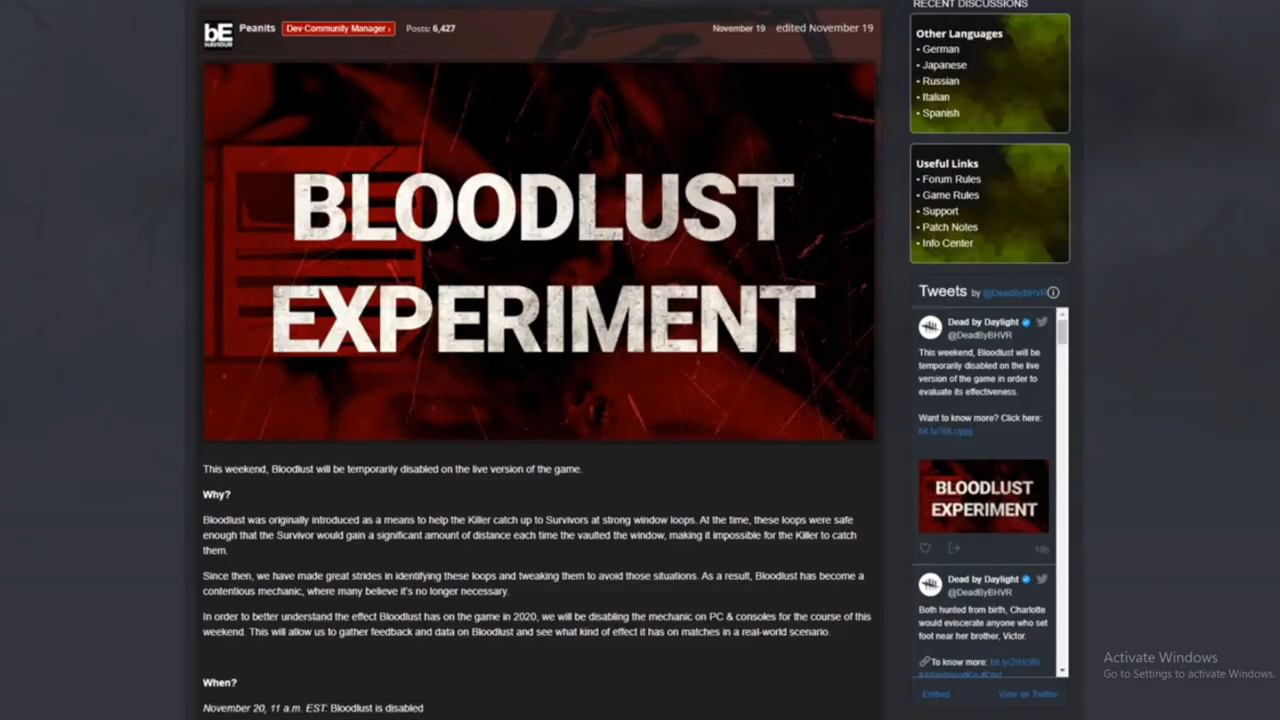 RECENT DISCUSSIONS
bE
HAVIOUR
Peanits
Dev·Community Manager ›
Posts: 6,427
November 19
edited November 19
BLOODLUST
EXPERIMENT
This weekend, Bloodlust will be temporarily disabled on the live version of the game.
Why?
Bloodlust was originally introduced as a means to help the Killer catch up to Survivors at strong window loops. At the time, these loops were safe
enough that the Survivor would gain a significant amount of distance each time the vaulted the window, making it impossible for the Killer to catch
them.
Since then, we have made great strides in identifying these loops and tweaking them to avoid those situations. As a result, Bloodlust has become a
contentious mechanic, where many believe it's no longer necessary.
In order to better understand the effect Bloodlust has on the game in 2020, we will be disabling the mechanic on PC & consoles for the course of this
weekend. This will allow us to gather feedback and data on Bloodlust and see what kind of effect it has on matches in a real-world scenario.
When?
November 20, 11 a.m. EST: Bloodlust is disabled
Other Languages
• German
• Japanese
• Russian
• Italian
• Spanish
Useful Links
• Forum Rules
• Game Rules
• Support
• Patch Notes
• Info Center
Tweets by @DeadByBHVR
Dead by Daylight
@DeadByBHVR
This weekend, Bloodlust will be
temporarily disabled on the live
version of the game in order to
evaluate its effectiveness.
Want to know more? Click here:
BLOODLUST
EXPERIMENT
Dead by Daylight
@DeadByBHVR
Both hunted from birth, Charlotte
would eviscerate anyone who set
foot near her brother, Victor.
To know more:
Embed
View on Twitter
Activate Windows
Go to Settings to activate Windows.